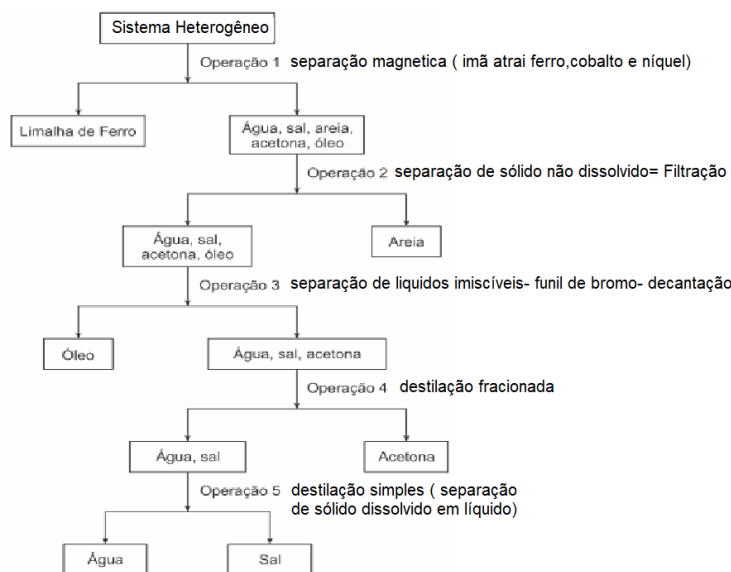 Sistema Heterogêneo
Operação 1 separação magnetica ( imã atrai ferro,cobalto e níquel)
Limalha de Ferro
Água, sal, areia,
acetona, óleo
Operação 2 separação de sólido não dissolvido= Filtração
Água, sal,
acetona, óleo
Areia
Operação 3 separação de liquidos imiscíveis- funil de bromo- decantação
Óleo
Água, sal, acetona
Operação 4 destilação fracionada
Água, sal
Acetona
Operação 5 destilação simples ( separação
de sólido dissolvido em líquido)
Água
Sal